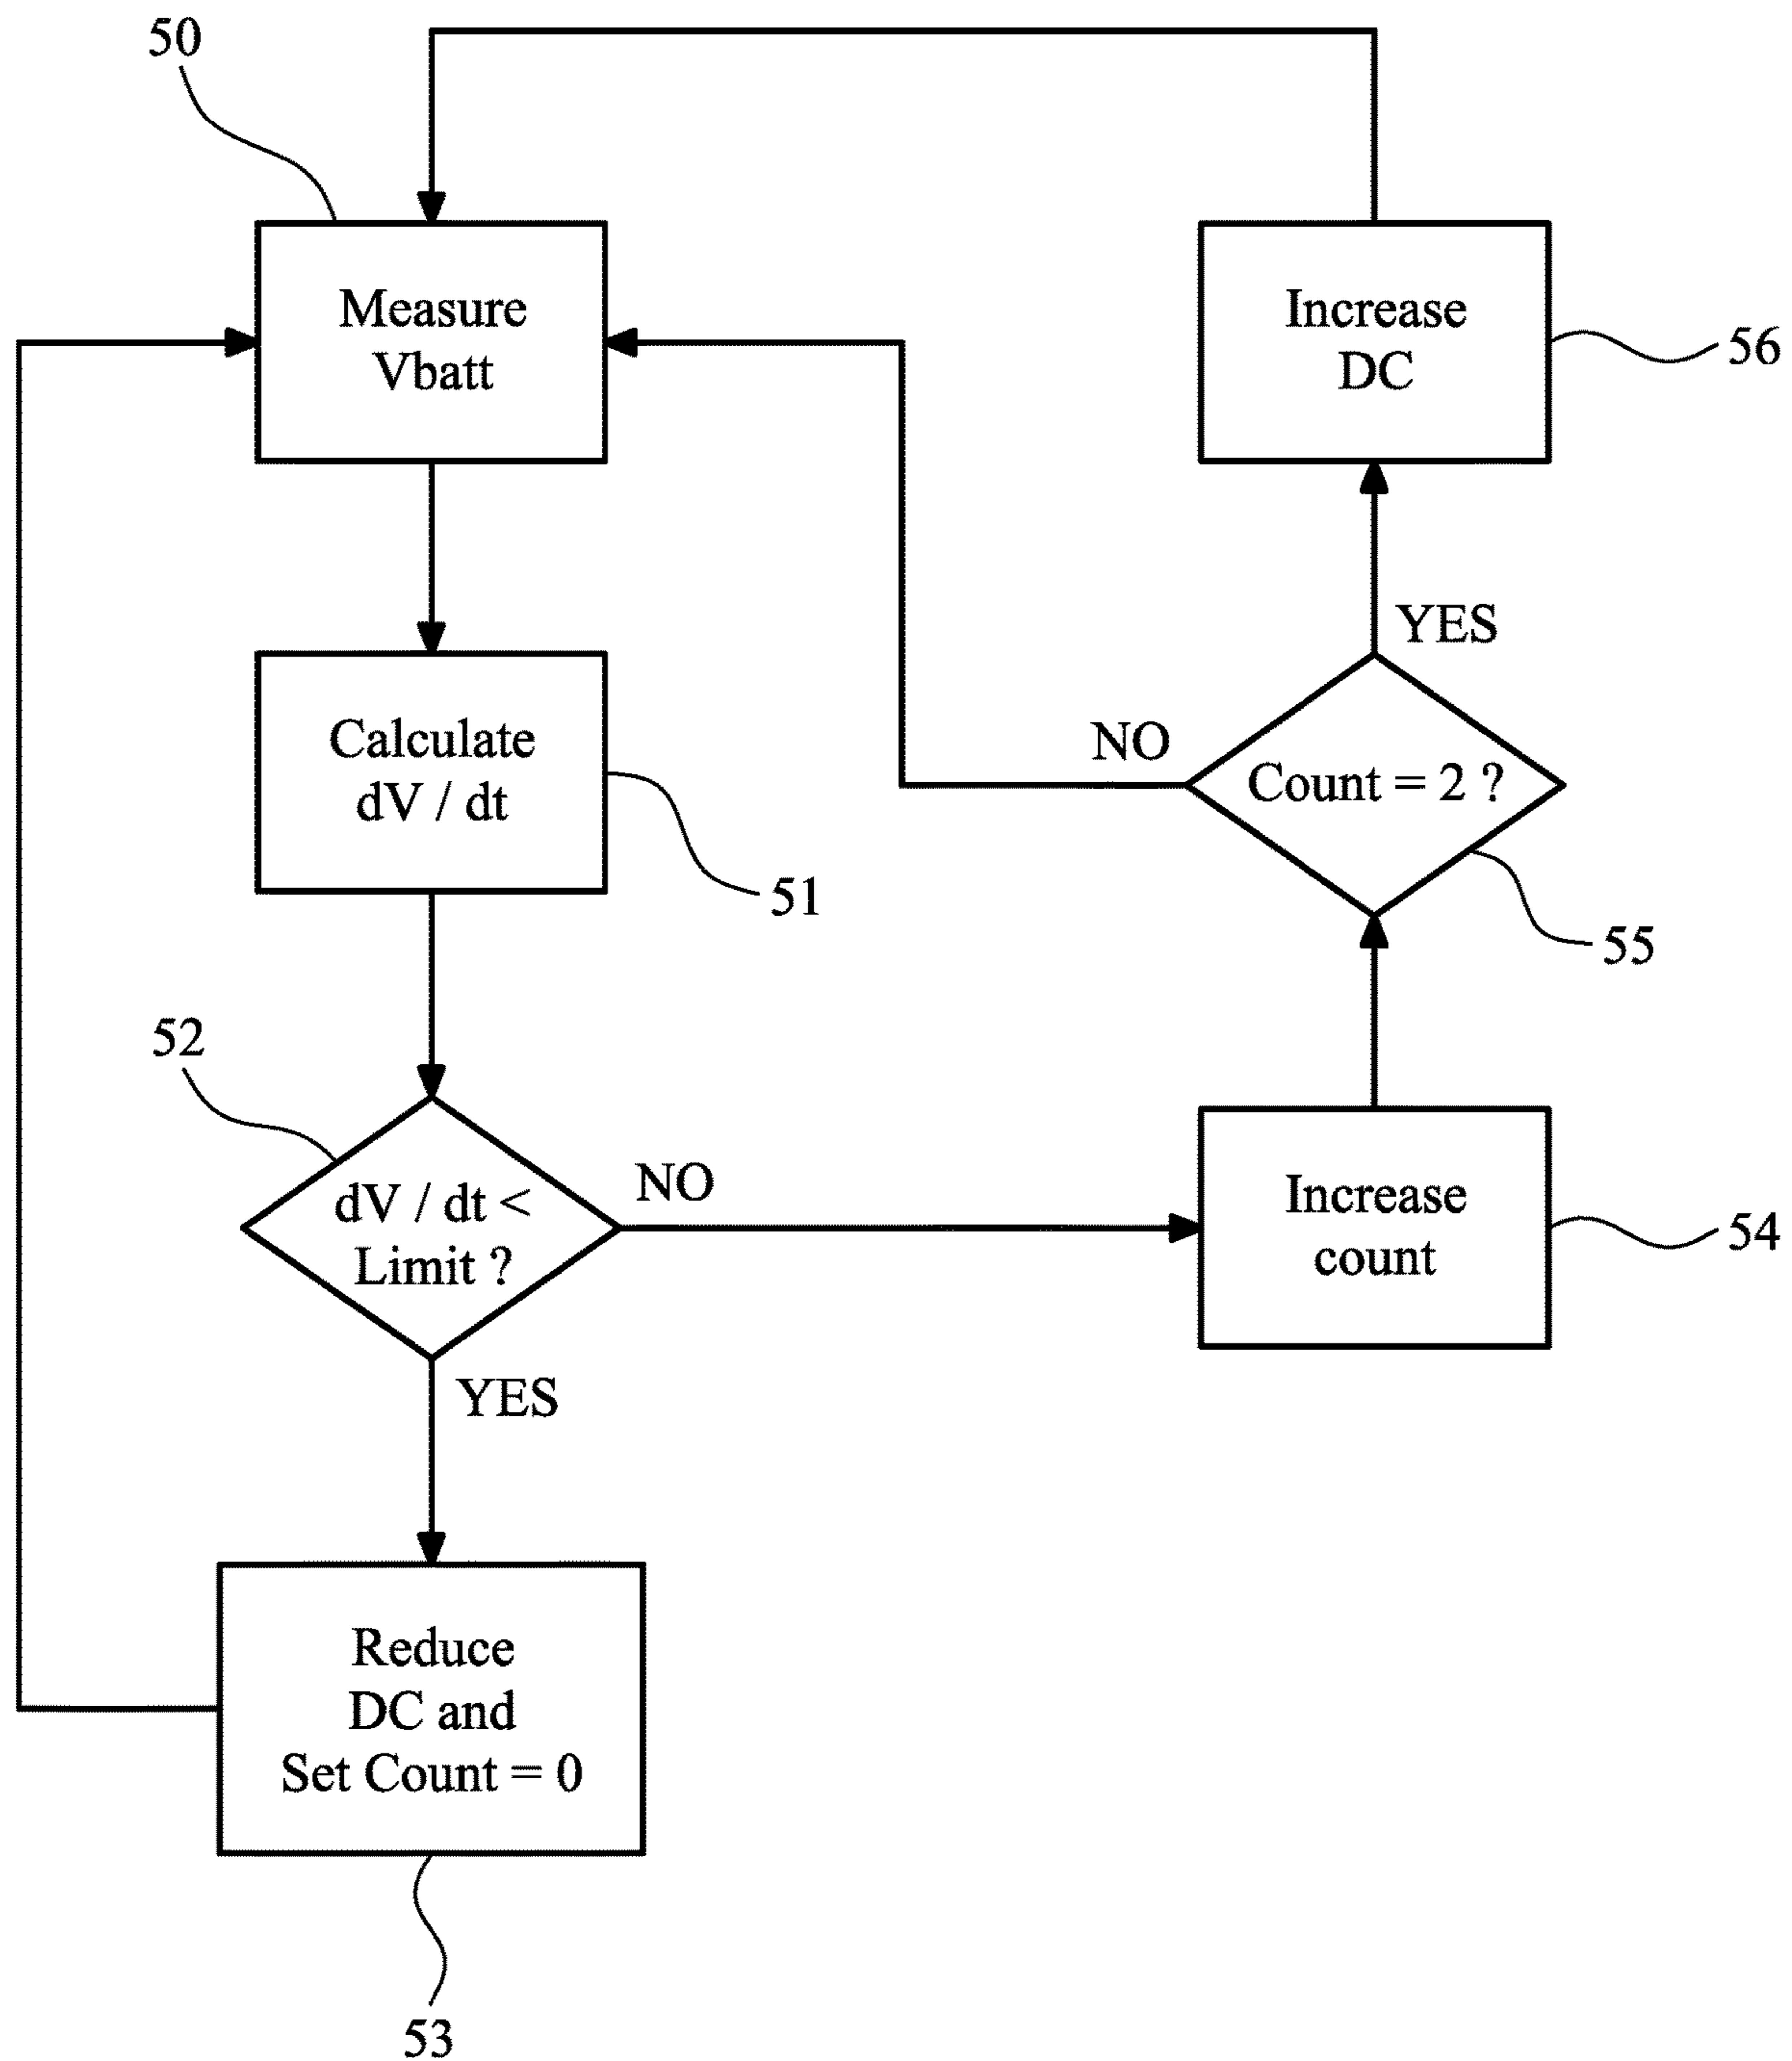 50
Measure
Vbatt
Increase
DC
56
YES
NO
Count = 2 ?
55
Calculate
dV / dt
51
52
dV / dt <
Limit ?
NO
Increase
count
54
YES
Reduce
DC and
Set Count = 0
53